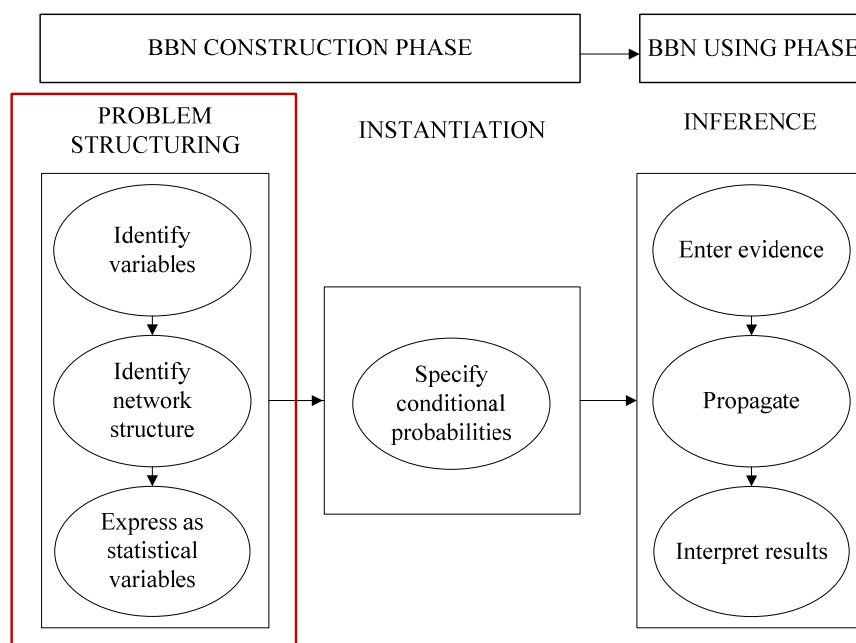 BBN CONSTRUCTION PHASE
BBN USING PHASE
PROBLEM
STRUCTURING
INSTANTIATION
INFERENCE
Identify
variables
Identify
network
structure
Express as
statistical
variables
Specify
conditional
probabilities
Enter evidence
Propagate
Interpret results